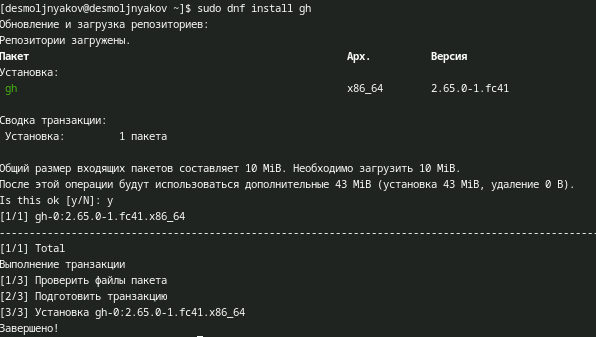 [desmoljnyakov@desmoljnyakov ~]$ sudo dnf install gh
Обновление и загрузка репозиториев:
Репозитории загружены.
Пакет Арх. Версия
Установка:
gh x86_64 2.65.0-1.fc41
Сводка транзакции:
Установка: 1 пакета
Общий размер входящих пакетов составляет 10 MiB. Необходимо загрузить 10 MiB.
После этой операции будут использоваться дополнительные 43 MiB (установка 43 MiB, удаление 0 B).
Is this ok [y/N]: y
[1/1] gh-0:2.65.0-1.fc41.x86_64
----------------------------------------------------------------------------------------------------
[1/1] Total
Выполнение транзакции
[1/3] Проверить файлы пакета
[2/3] Подготовить транзакцию
[3/3] Установка gh-0:2.65.0-1.fc41.x86_64
Завершено!